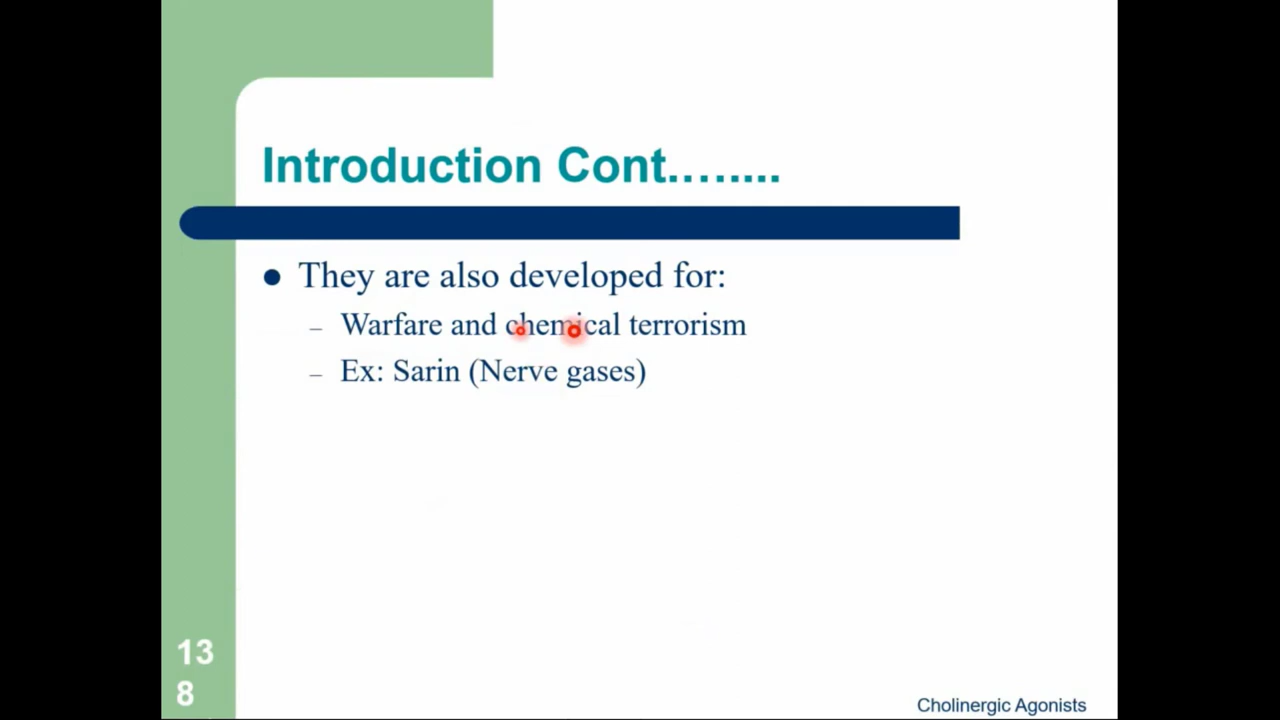 Introduction Cont.…....
They are also developed for:
– Warfare and chemical terrorism
– Ex: Sarin (Nerve gases)
13
8
Cholinergic Agonists